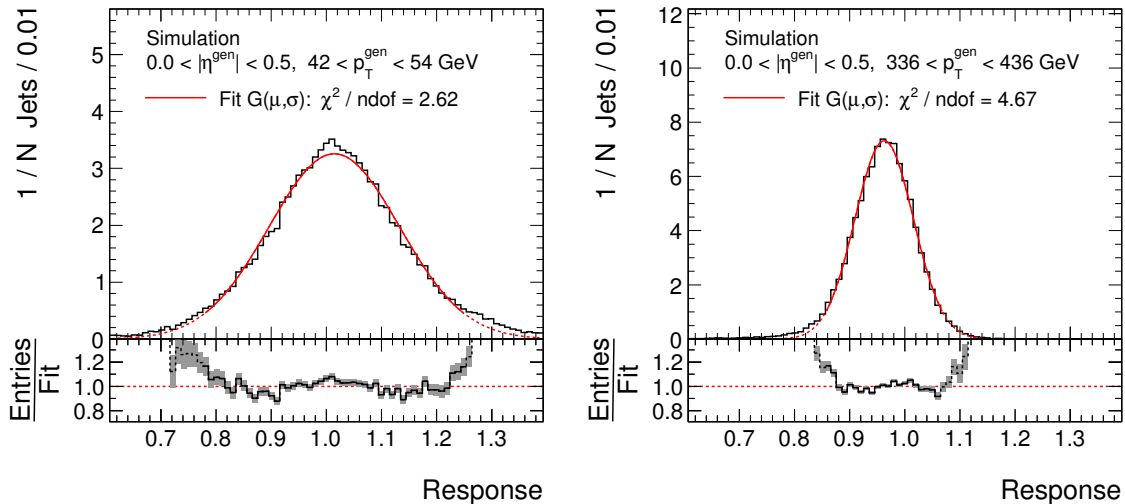 1 / N Jets / 0.01
5
4
3
2
1
0
Simulation
0.0 < |η^gen| < 0.5, 42 < p_T^gen < 54 GeV
Fit G(μ,σ): χ² / ndof = 2.62
Entries
Fit
1.2
1.0
0.8
0.7 0.8 0.9 1.0 1.1 1.2 1.3
Response
1 / N Jets / 0.01
12
10
8
6
4
2
0
Simulation
0.0 < |η^gen| < 0.5, 336 < p_T^gen < 436 GeV
Fit G(μ,σ): χ² / ndof = 4.67
Entries
Fit
1.2
1.0
0.8
0.7 0.8 0.9 1.0 1.1 1.2 1.3
Response